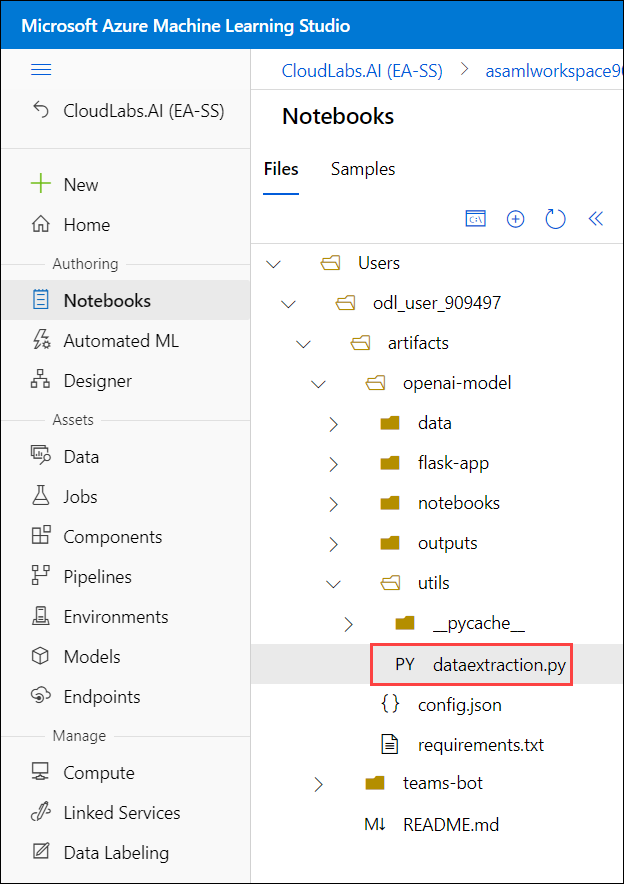 Microsoft Azure Machine Learning Studio
CloudLabs.AI (EA-SS)
New
Home
Authoring
Notebooks
Automated ML
Designer
Assets
Data
Jobs
Components
Pipelines
Environments
Models
Endpoints
Manage
Compute
Linked Services
Data Labeling
CloudLabs.AI (EA-SS) > asamlworkspace90
Notebooks
Files Samples
C:\
Users
odl_user_909497
artifacts
openai-model
data
flask-app
notebooks
outputs
utils
__pycache__
PY dataextraction.py
{} config.json
requirements.txt
teams-bot
M↓ README.md